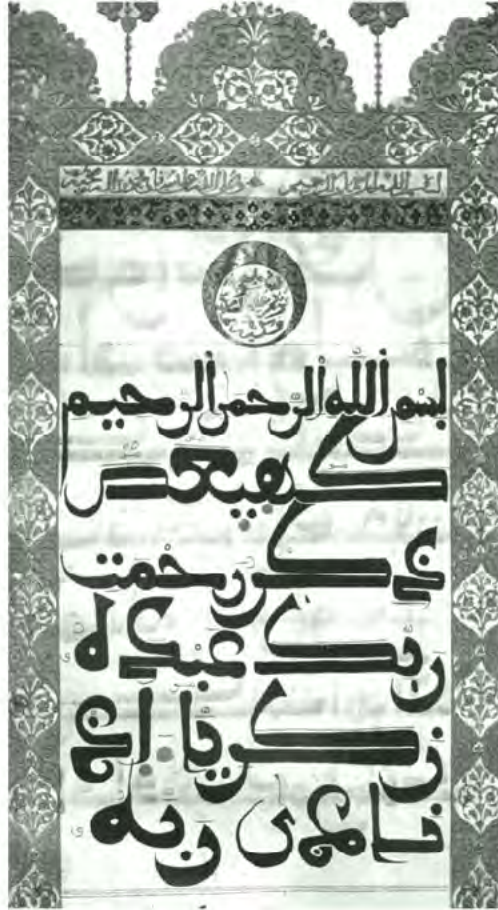 بسم الله الرحمن الرحيم
كهيعص
ذكر رحمت
ربك عبده
زكريا اذ
نادى ربه